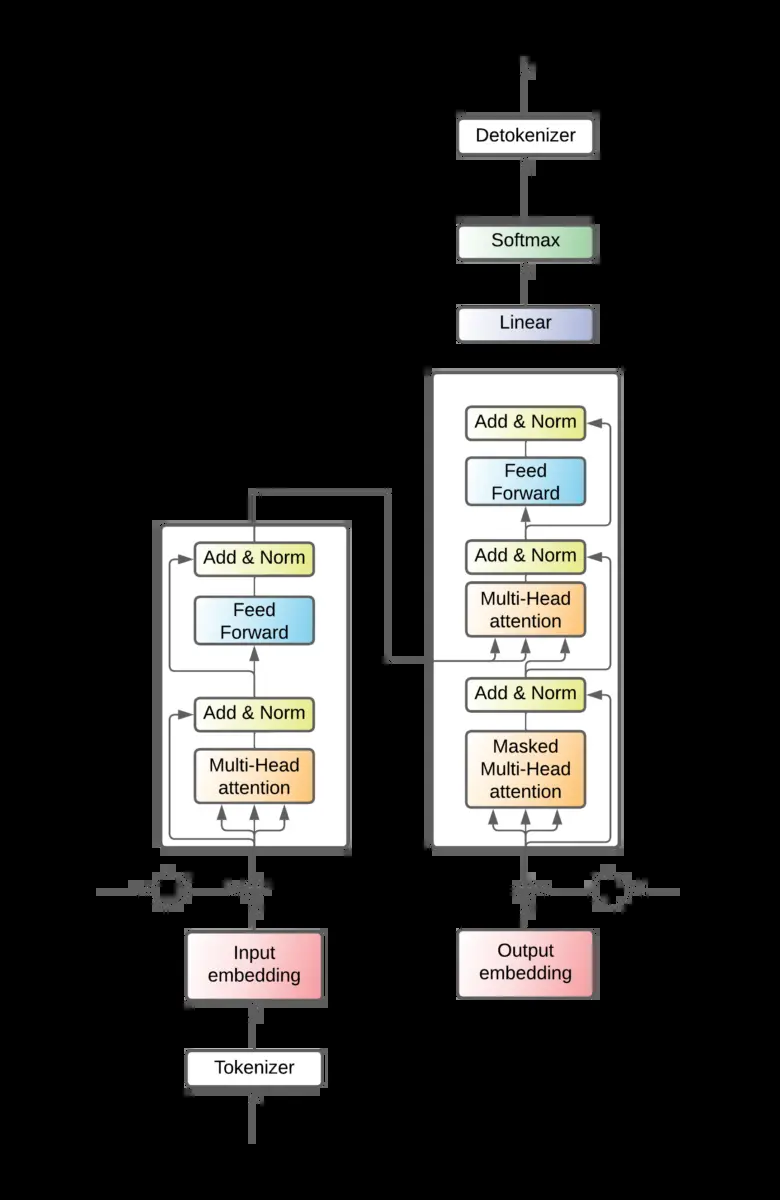 Detokenizer
Softmax
Linear
Add & Norm
Feed
Forward
Add & Norm
Multi-Head
attention
Add & Norm
Masked
Multi-Head
attention
Output
embedding
Add & Norm
Feed
Forward
Add & Norm
Multi-Head
attention
Input
embedding
Tokenizer